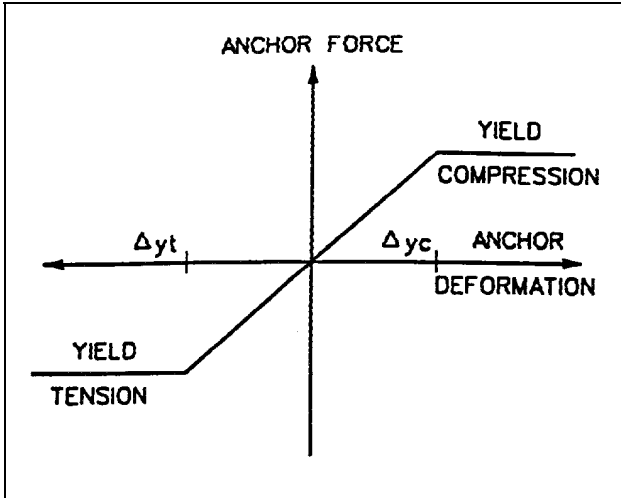 ANCHOR FORCE
YIELD
COMPRESSION
Δyt
Δyc
ANCHOR
DEFORMATION
YIELD
TENSION